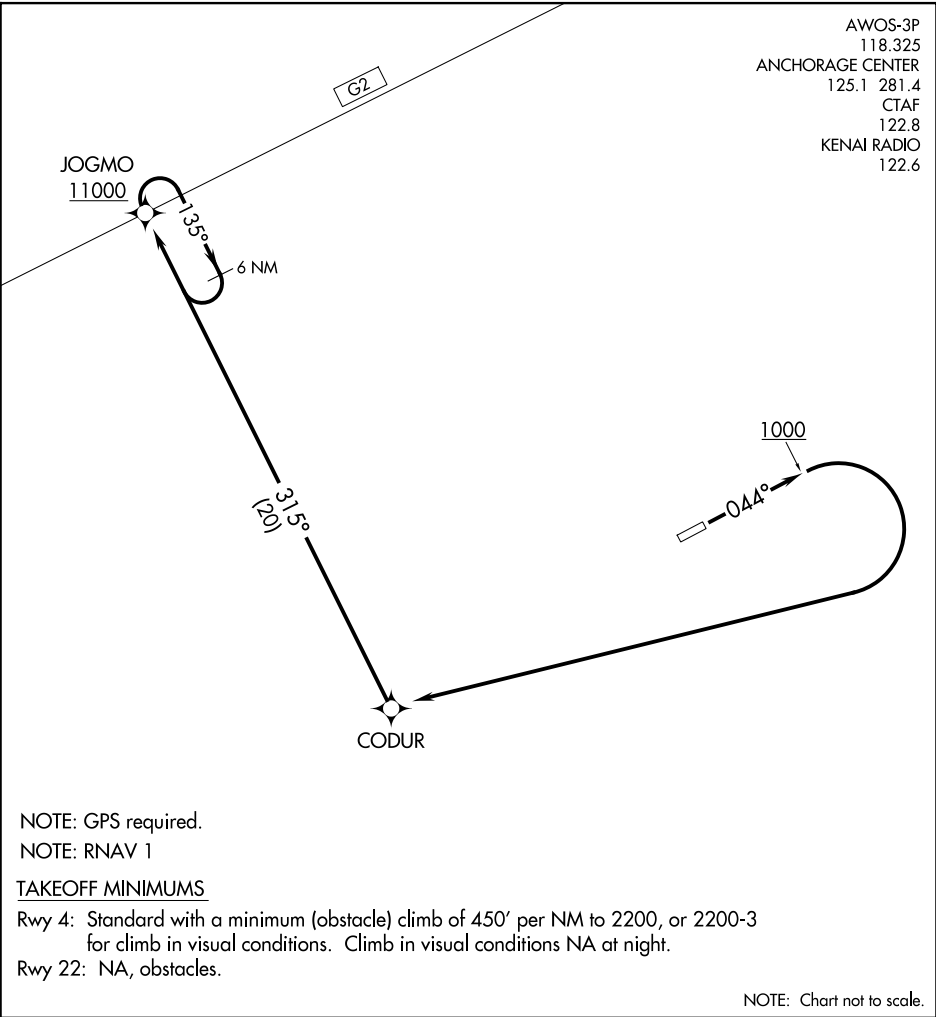 AWOS-3P
118.325
ANCHORAGE CENTER
125.1 281.4
CTAF
122.8
KENAI RADIO
122.6
G2
JOGMO
11000
135°
6 NM
1000
044°
315°
(20)
CODUR
NOTE: GPS required.
NOTE: RNAV 1
TAKEOFF MINIMUMS
Rwy 4: Standard with a minimum (obstacle) climb of 450' per NM to 2200, or 2200-3
for climb in visual conditions. Climb in visual conditions NA at night.
Rwy 22: NA, obstacles.
NOTE: Chart not to scale.